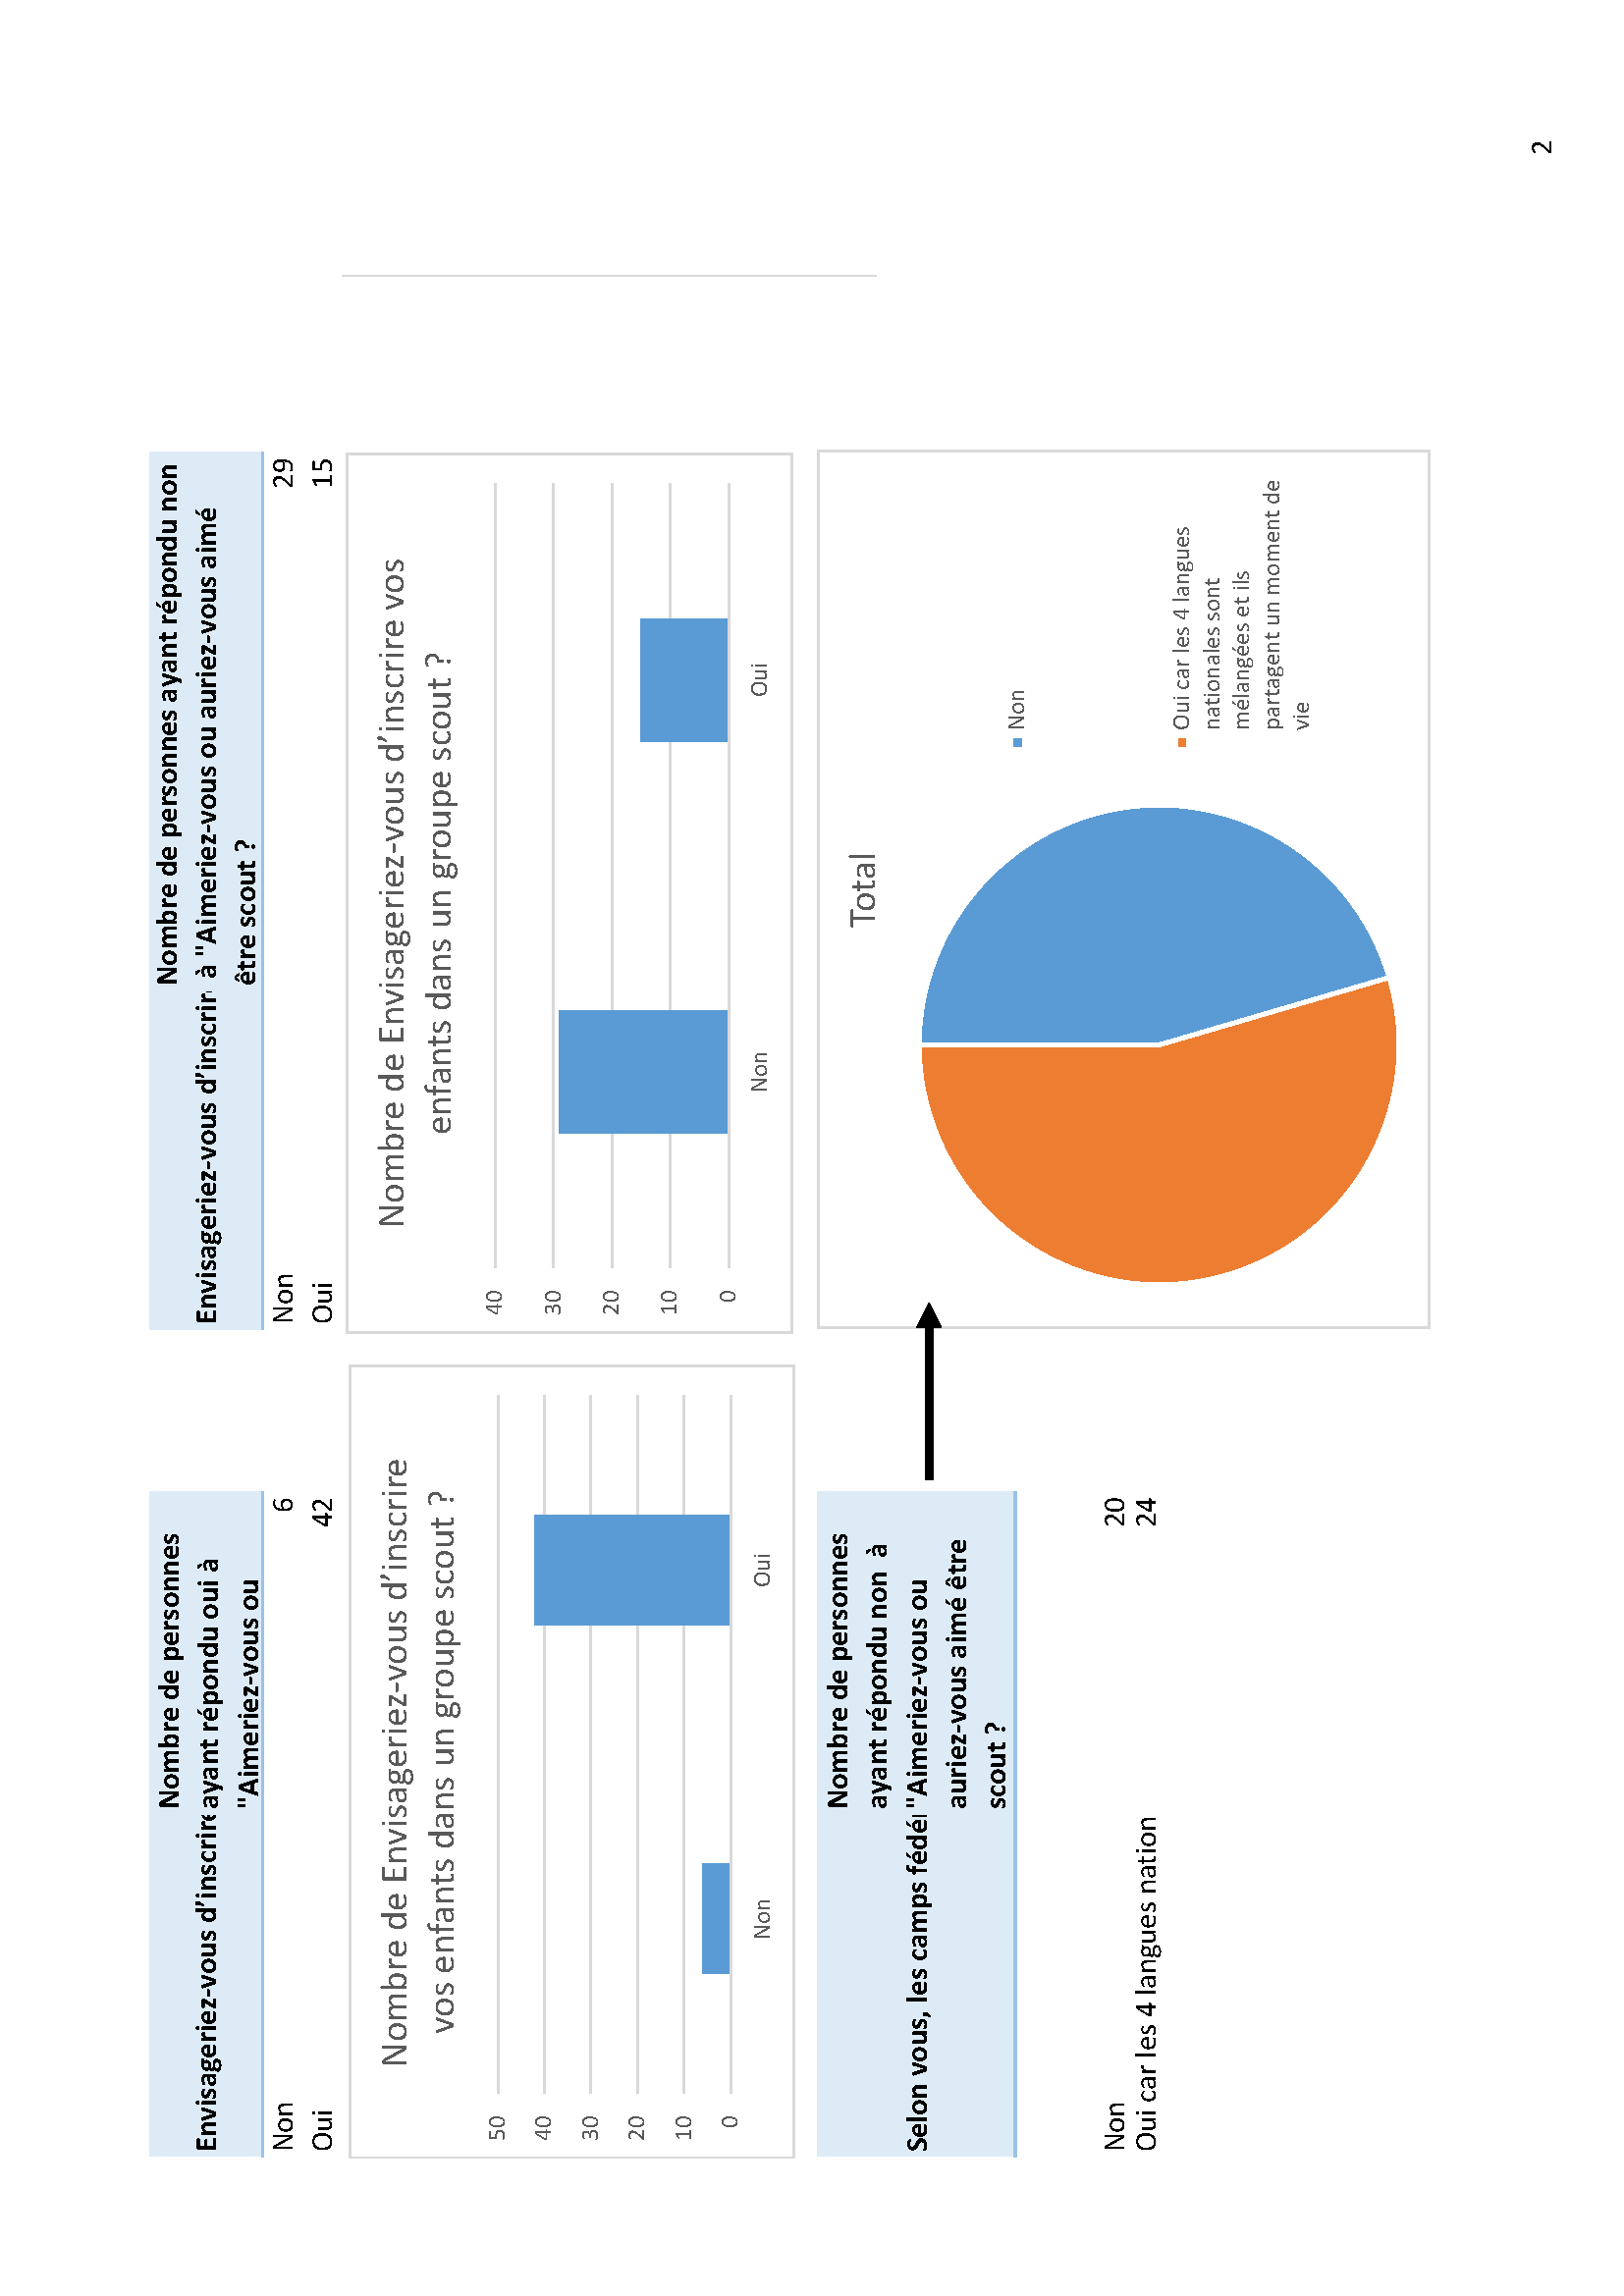 Envisageriez-vous d'inscrire
Nombre de personnes
ayant répondu oui à
"Aimeriez-vous ou
Non 6
Oui 42
Nombre de Envisageriez-vous d'inscrire
vos enfants dans un groupe scout ?
50
40
30
20
10
0
Non Oui
Envisageriez-vous d'inscrir
Nombre de personnes ayant répondu non
à "Aimeriez-vous ou auriez-vous aimé
être scout ?
Non 29
Oui 15
Nombre de Envisageriez-vous d'inscrire vos
enfants dans un groupe scout ?
40
30
20
10
0
Non Oui
Selon vous, les camps fédé
Nombre de personnes
ayant répondu non à
"Aimeriez-vous ou
auriez-vous aimé être
scout ?
Non 20
Oui car les 4 langues nation 24
Total
Non
Oui car les 4 langues
nationales sont
mélangées et ils
partagent un moment de
vie
2